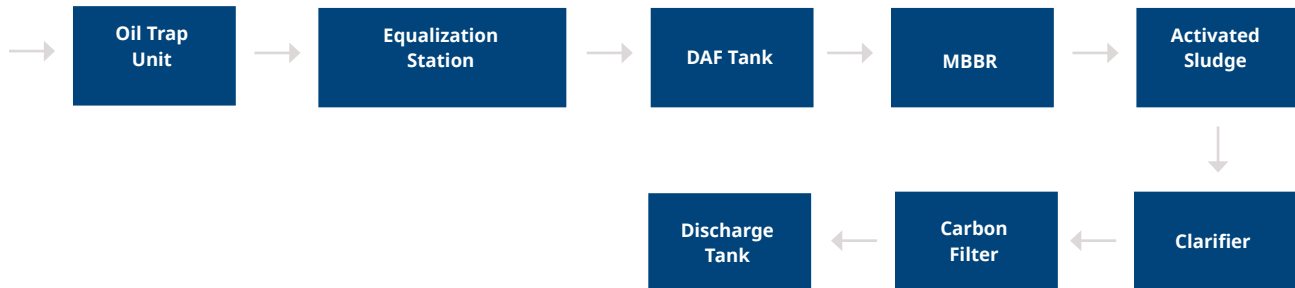 Oil Trap
Unit
Equalization
Station
DAF Tank
MBBR
Activated
Sludge
Clarifier
Carbon
Filter
Discharge
Tank